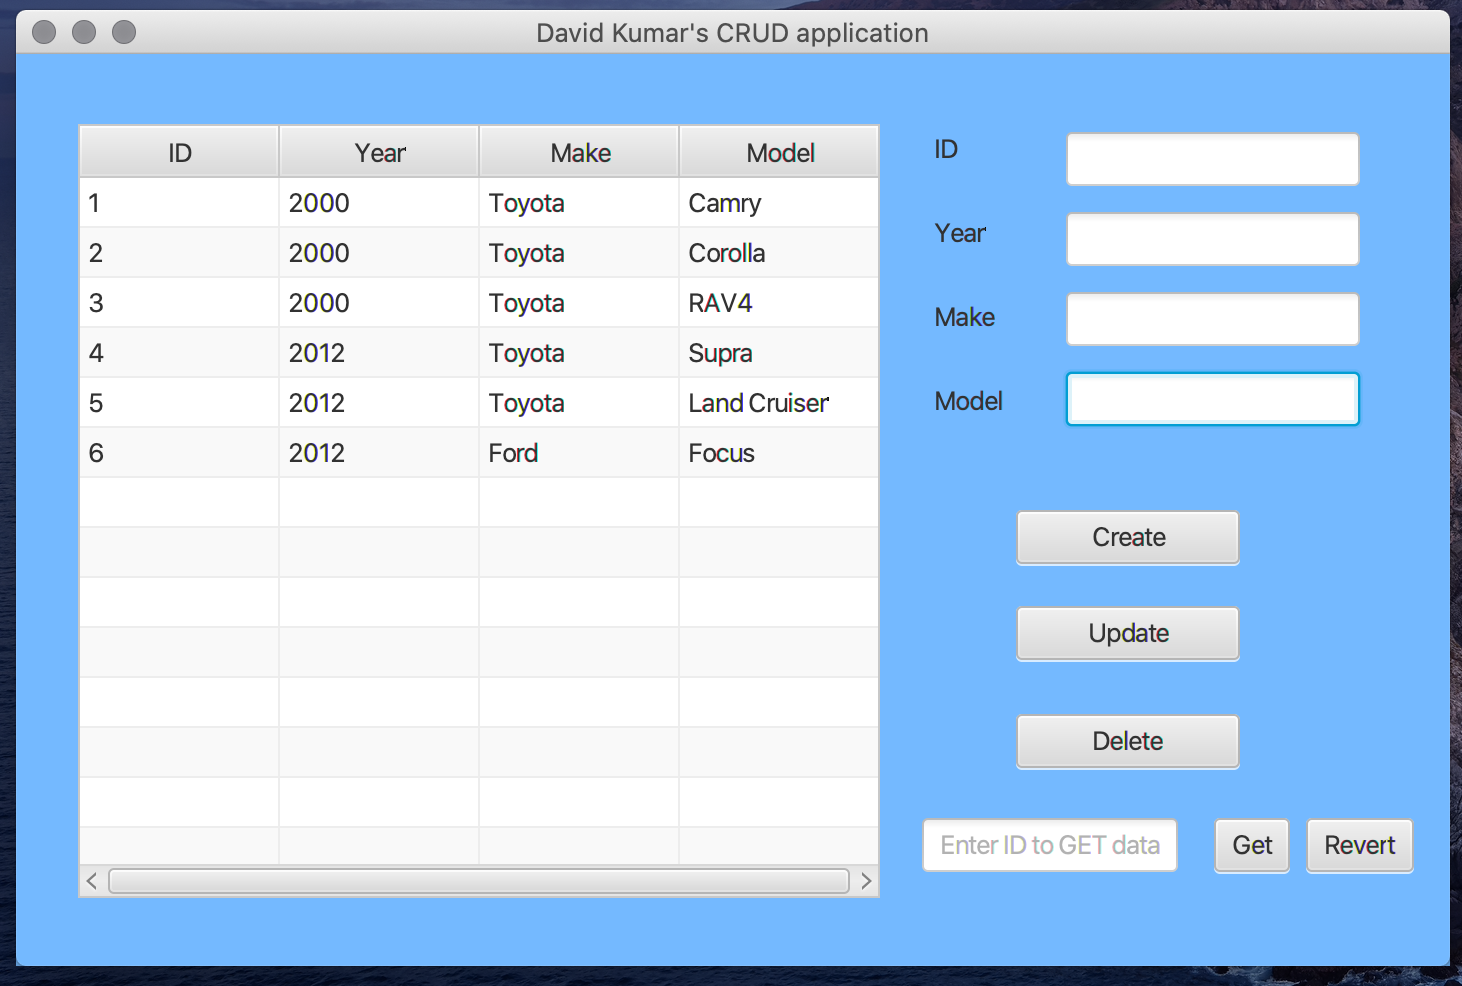 David Kumar's CRUD application
ID Year Make Model
1 2000 Toyota Camry
2 2000 Toyota Corolla
3 2000 Toyota RAV4
4 2012 Toyota Supra
5 2012 Toyota Land Cruiser
6 2012 Ford Focus
ID
Year
Make
Model
Create
Update
Delete
Enter ID to GET data Get Revert